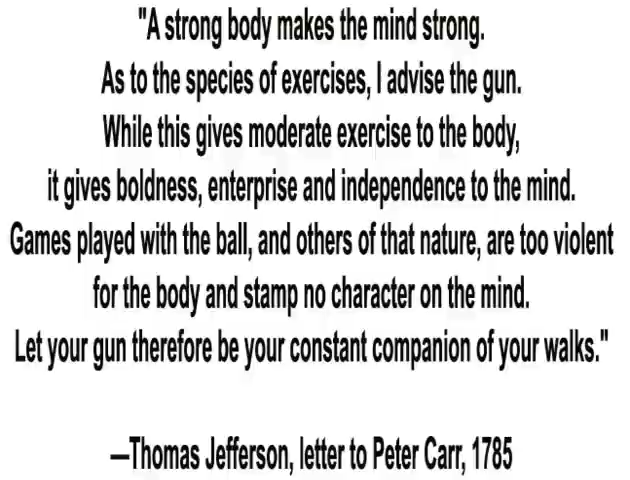 "A strong body makes the mind strong.
As to the species of exercises, I advise the gun.
While this gives moderate exercise to the body,
it gives boldness, enterprise and independence to the mind.
Games played with the ball, and others of that nature, are too violent
for the body and stamp no character on the mind.
Let your gun therefore be your constant companion of your walks."
—Thomas Jefferson, letter to Peter Carr, 1785